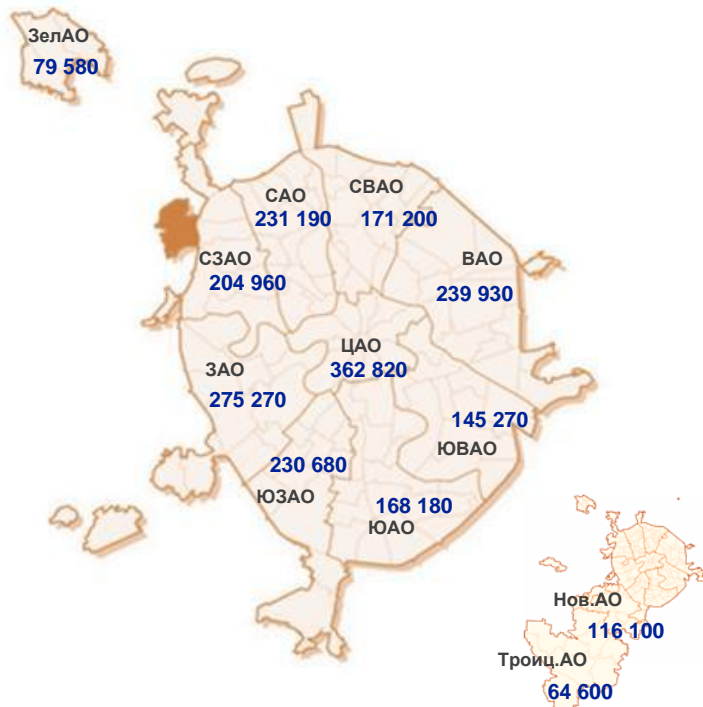 ЗелАО
79 580
САО
231 190
СВАО
171 200
СЗАО
204 960
ВАО
239 930
ЦАО
362 820
ЗАО
275 270
145 270
ЮВАО
230 680
ЮЗАО
168 180
ЮАО
Нов.АО
116 100
Троиц.АО
64 600